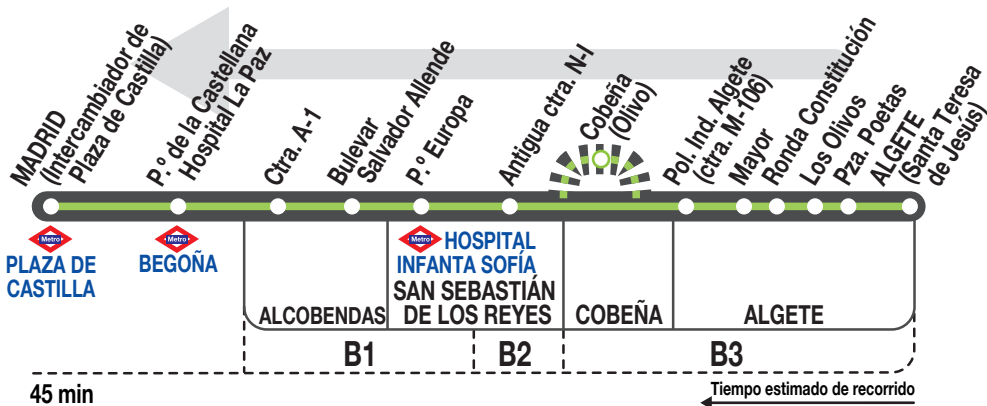 MADRID
(Intercambiador de
Plaza de Castilla)
P.º de la Castellana
Hospital La Paz
Ctra. A-1
Bulevar
Salvador Allende
P.º Europa
Antigua ctra. N-I
Cobeña
(Olivo)
Pol. Ind. Algete
(ctra. M-106)
Mayor
Ronda Constitución
Los Olivos
Pza. Poetas
ALGETE
(Santa Teresa
de Jesús)
Metro
PLAZA DE
CASTILLA
Metro
BEGOÑA
Metro HOSPITAL
INFANTA SOFÍA
ALCOBENDAS
SAN SEBASTIÁN
DE LOS REYES
COBEÑA
ALGETE
B1
B2
B3
45 min
Tiempo estimado de recorrido